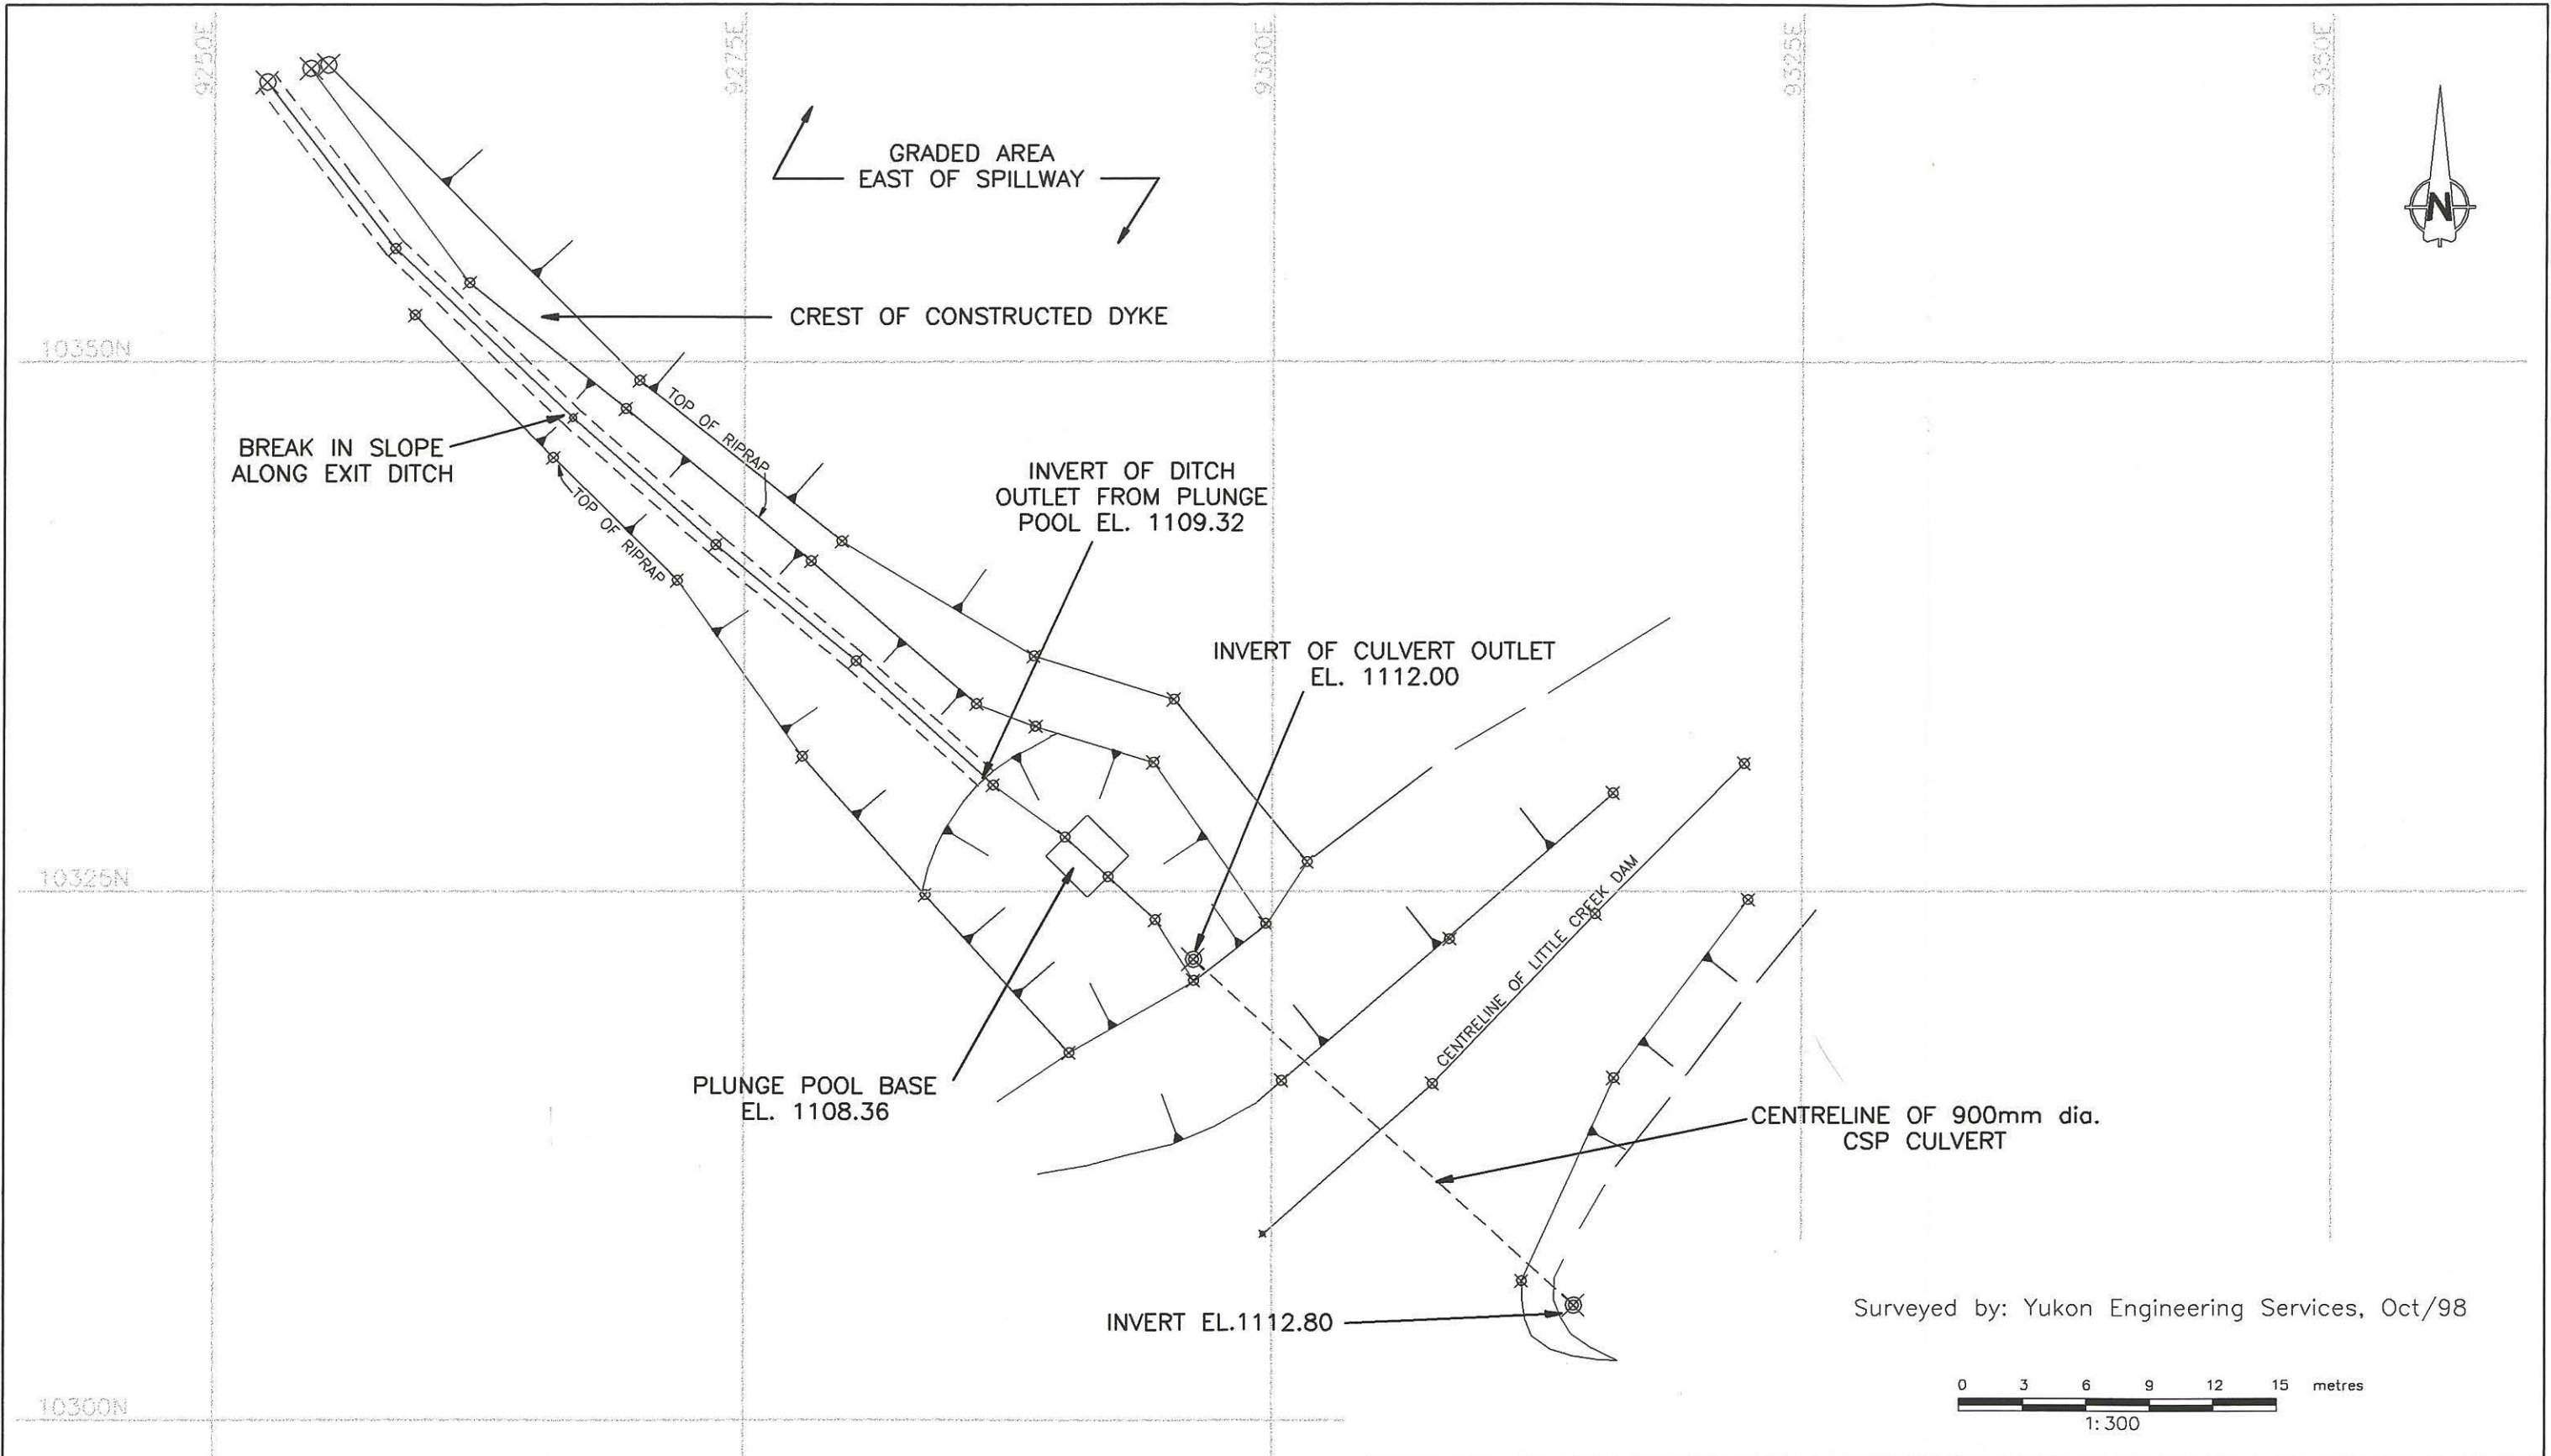 9250E
9275E
9300E
9325E
9350E
GRADED AREA
EAST OF SPILLWAY
N
CREST OF CONSTRUCTED DYKE
10350N
TOP OF RIPRAP
BREAK IN SLOPE
ALONG EXIT DITCH
INVERT OF DITCH
OUTLET FROM PLUNGE
POOL EL. 1109.32
TOP OF RIPRAP
INVERT OF CULVERT OUTLET
EL. 1112.00
10325N
CENTRELINE OF LITTLE CREEK DAM
PLUNGE POOL BASE
EL. 1108.36
CENTRELINE OF 900mm dia.
CSP CULVERT
INVERT EL.1112.80
Surveyed by: Yukon Engineering Services, Oct/98
0 3 6 9 12 15 metres
1:300
10300N